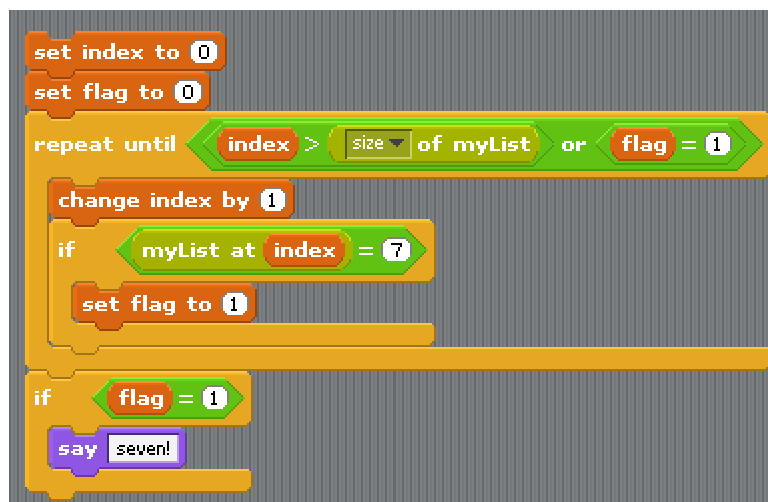 set index to 0
set flag to 0
repeat until index > size of myList or flag = 1
change index by 1
if myList at index = 7
set flag to 1
if flag = 1
say seven!